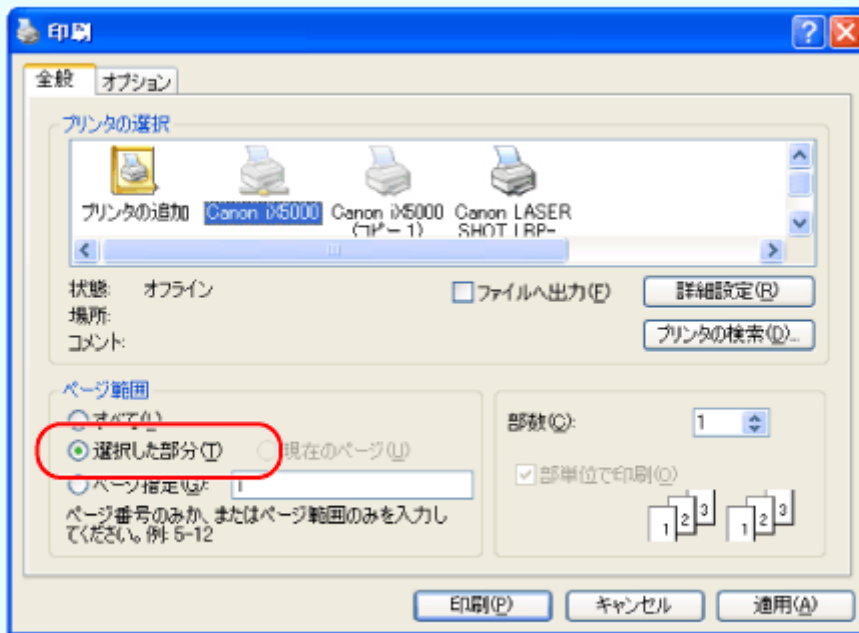 印刷
全般 オプション
プリンタの選択
プリンタの追加 Canon iX5000 Canon iX5000 Canon LASER
(コピー 1) SHOT LBP-
状態: オフライン
ファイルへ出力(F) 詳細設定(R)
場所:
コメント:
プリンタの検索(D)...
ページ範囲
すべて(L)
選択した部分(T) 現在のページ(U)
ページ指定(G): 1
ページ番号のみか、またはページ範囲のみを入力し
てください。例: 5-12
部数(C): 1
部単位で印刷(O)
1 2 3 1 2 3
印刷(P) キャンセル 適用(A)